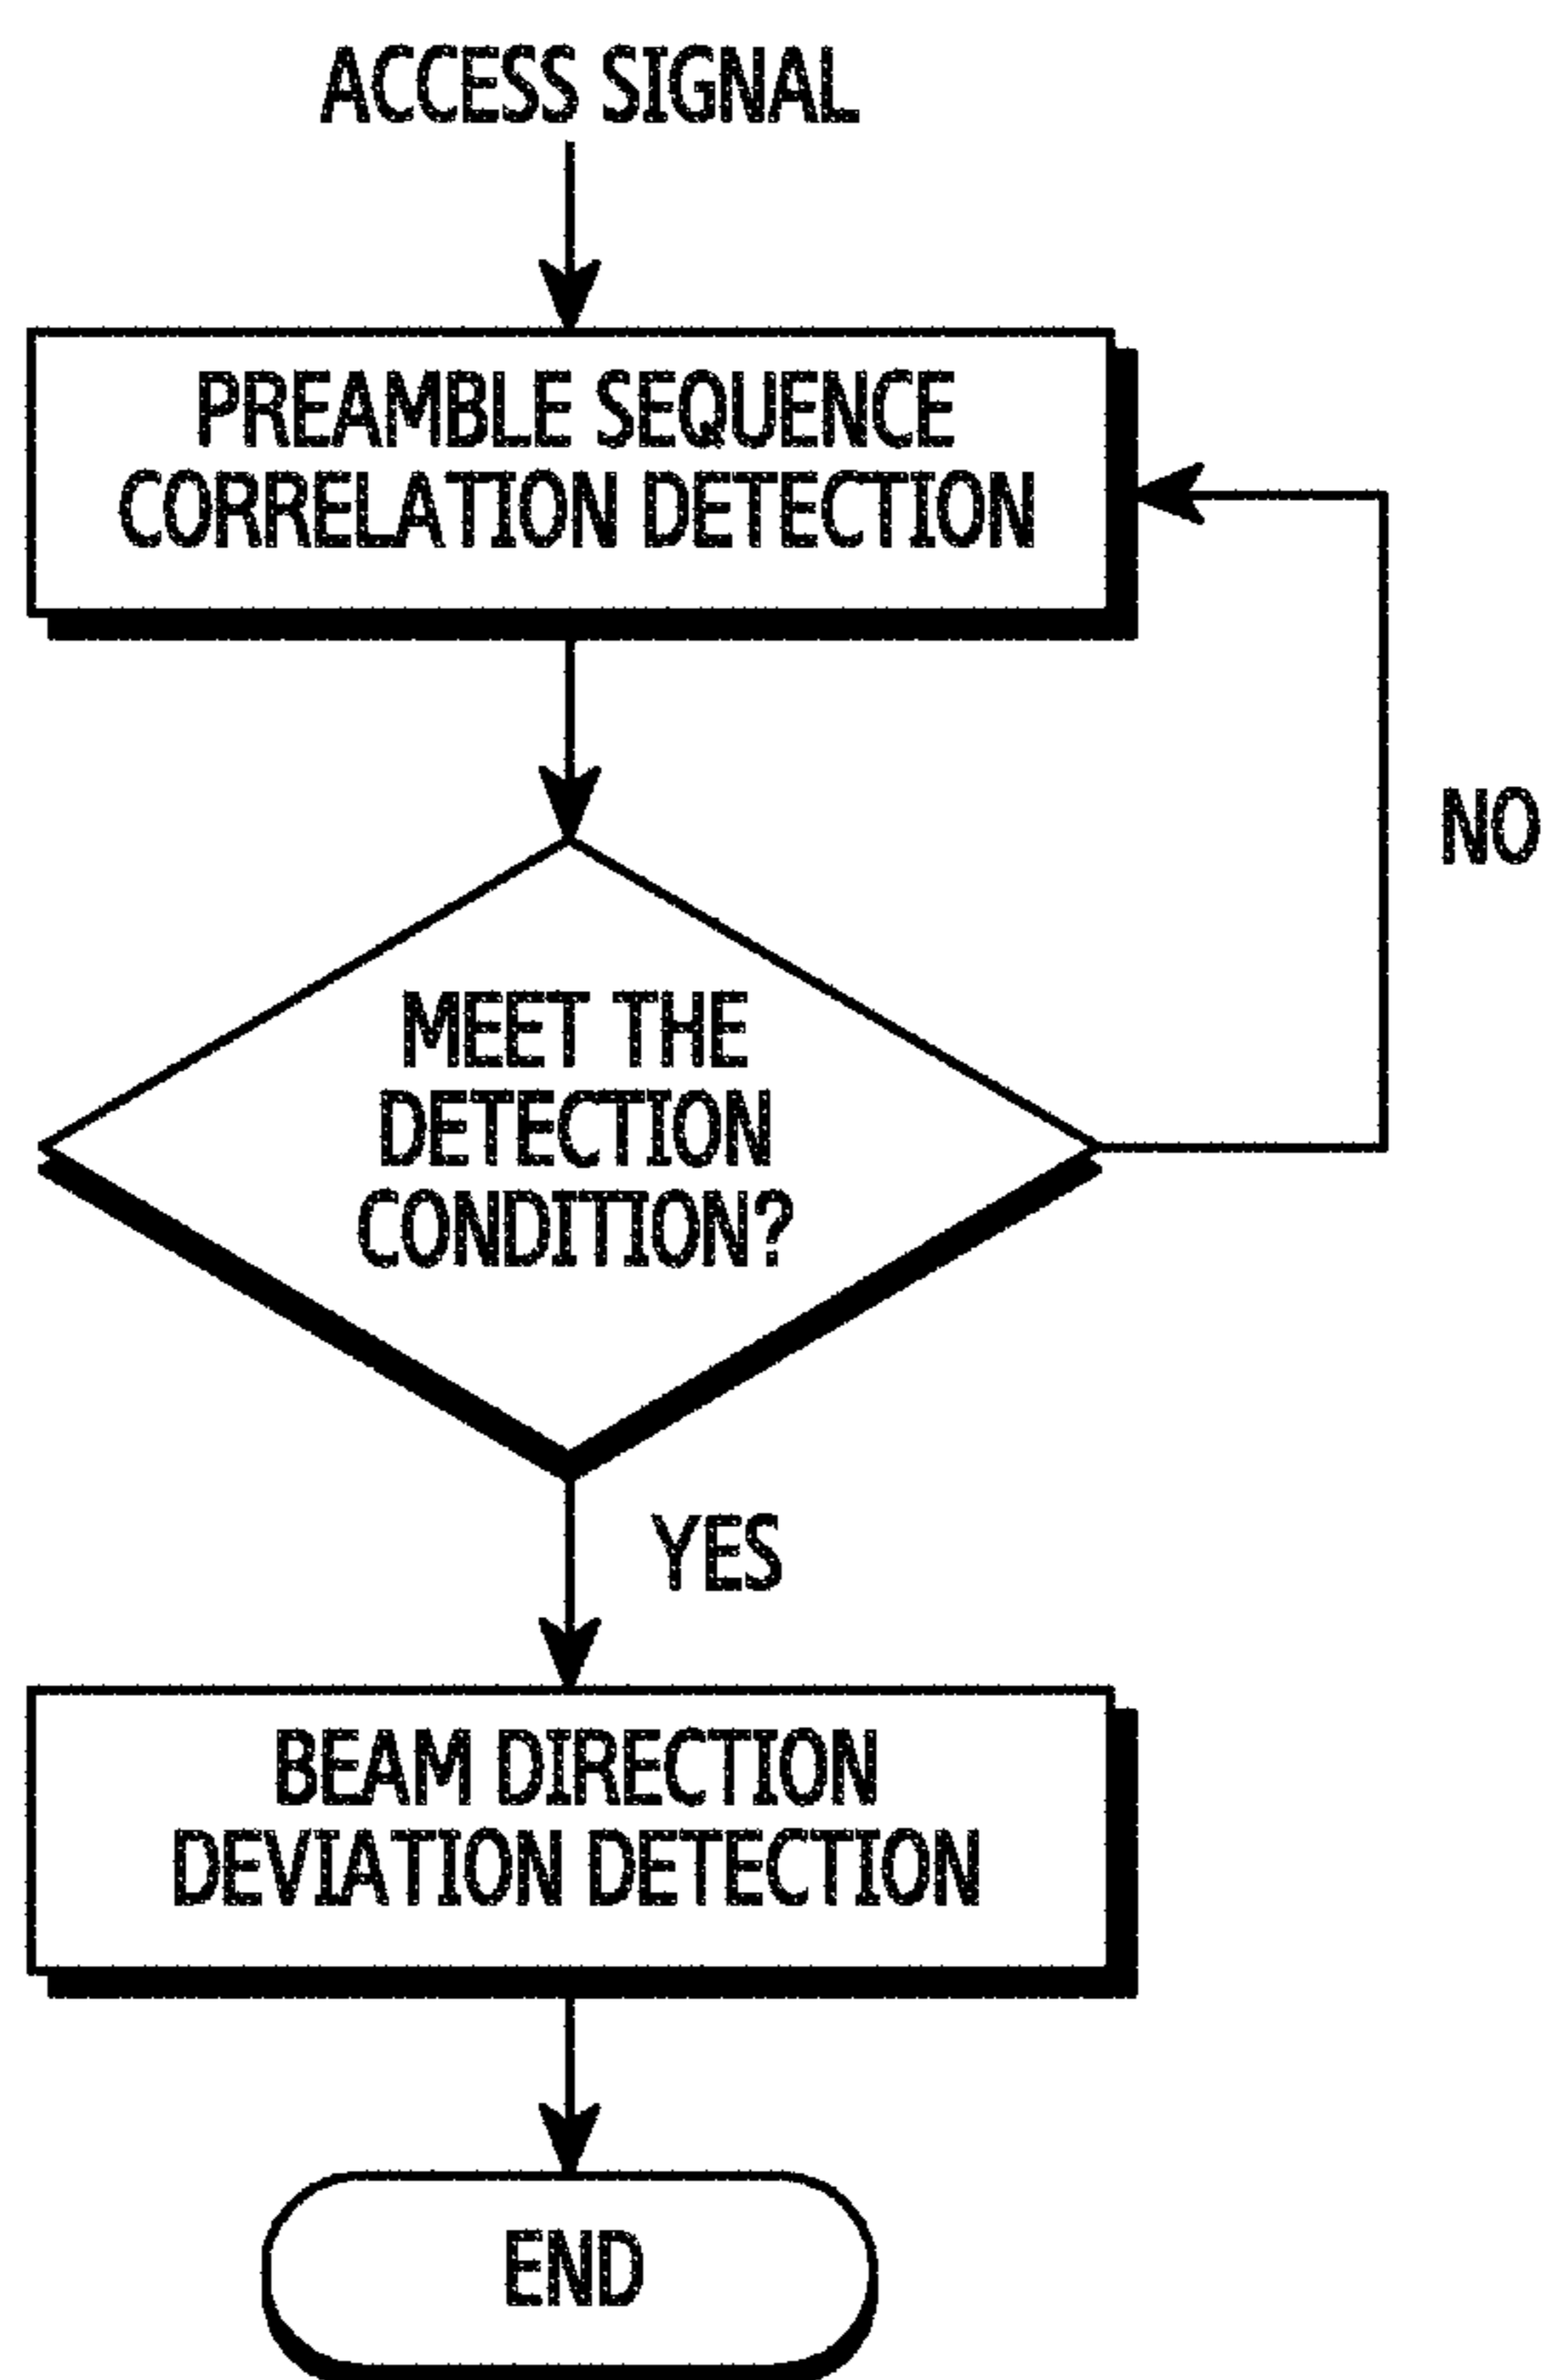 ACCESS SIGNAL
PREAMBLE SEQUENCE
CORRELATION DETECTION
NO
MEET THE
DETECTION
CONDITION?
YES
BEAM DIRECTION
DEVIATION DETECTION
END